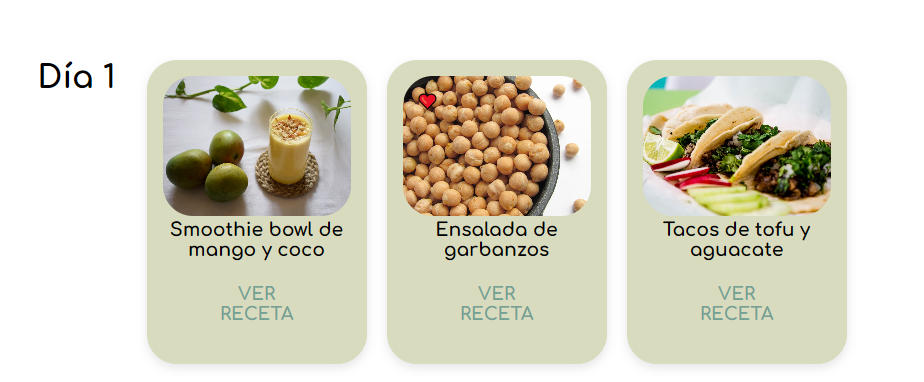 Día 1
Smoothie bowl de
mango y coco
VER
RECETA
Ensalada de
garbanzos
VER
RECETA
Tacos de tofu y
aguacate
VER
RECETA